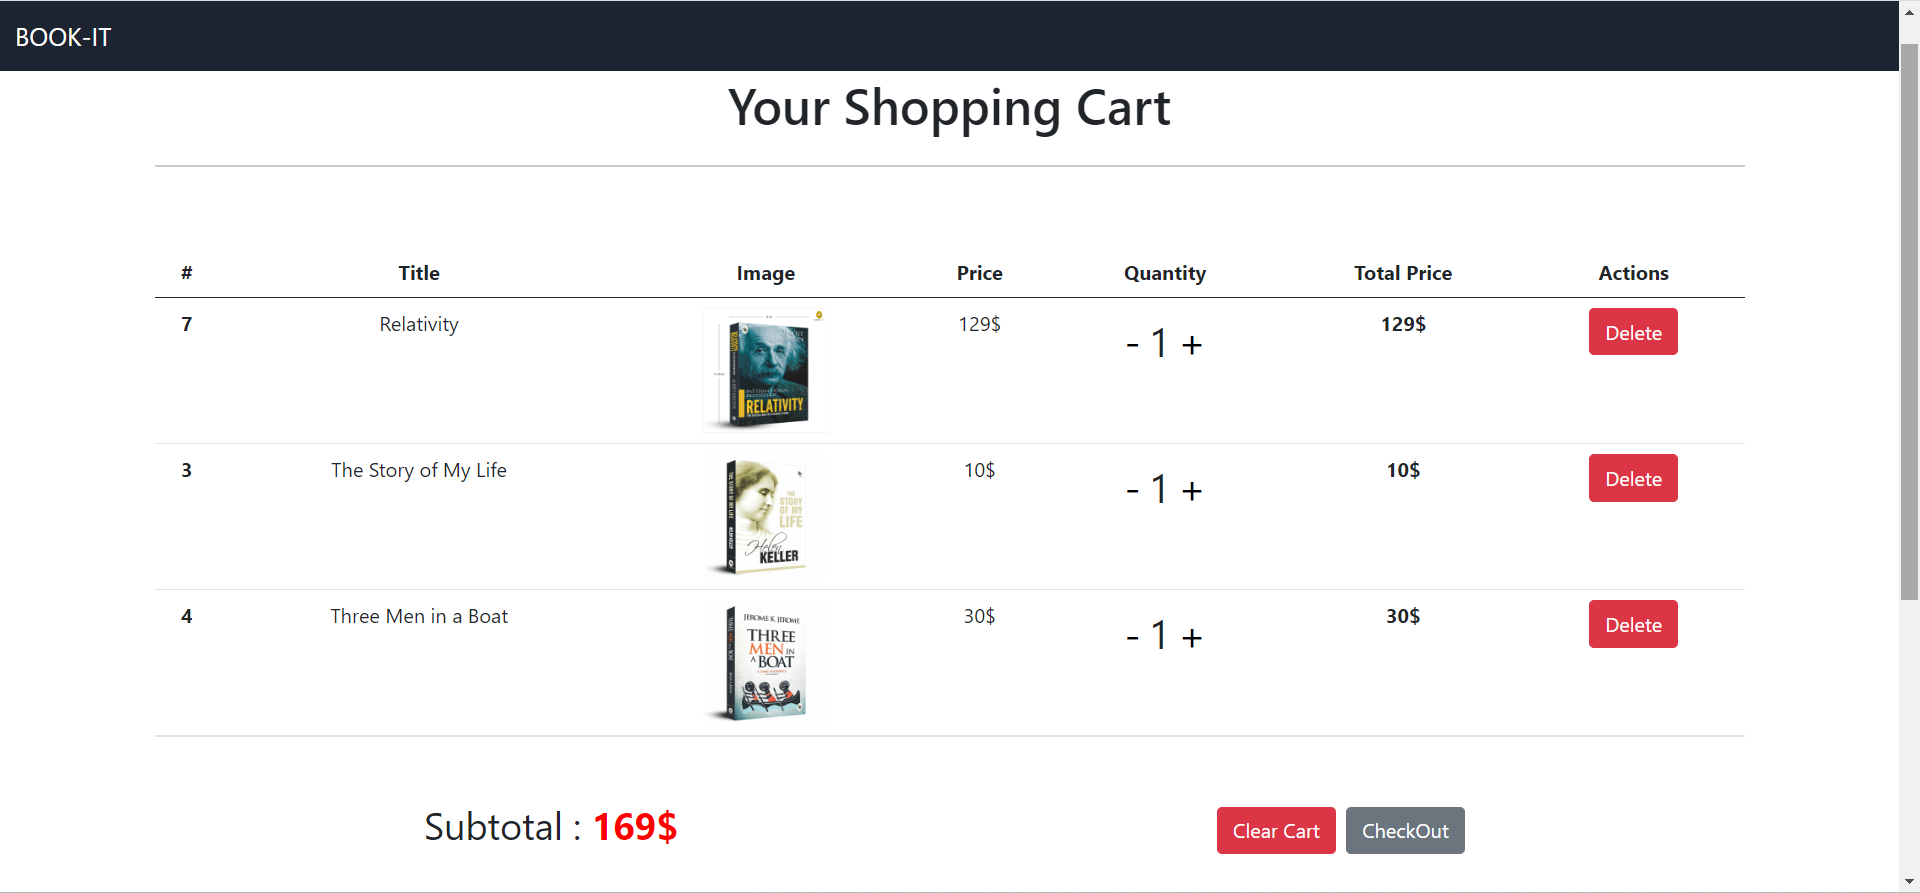 BOOK-IT
Your Shopping Cart
# Title Image Price Quantity Total Price Actions
7 Relativity 129$ - 1 + 129$ Delete
RELATIVITY
3 The Story of My Life 10$ - 1 + 10$ Delete
THE
STORY
OF MY
LIFE
Helen
KELLER
4 Three Men in a Boat 30$ - 1 + 30$ Delete
JEROME K. JEROME
THREE
MEN IN
A BOAT
Subtotal : 169$
Clear Cart CheckOut